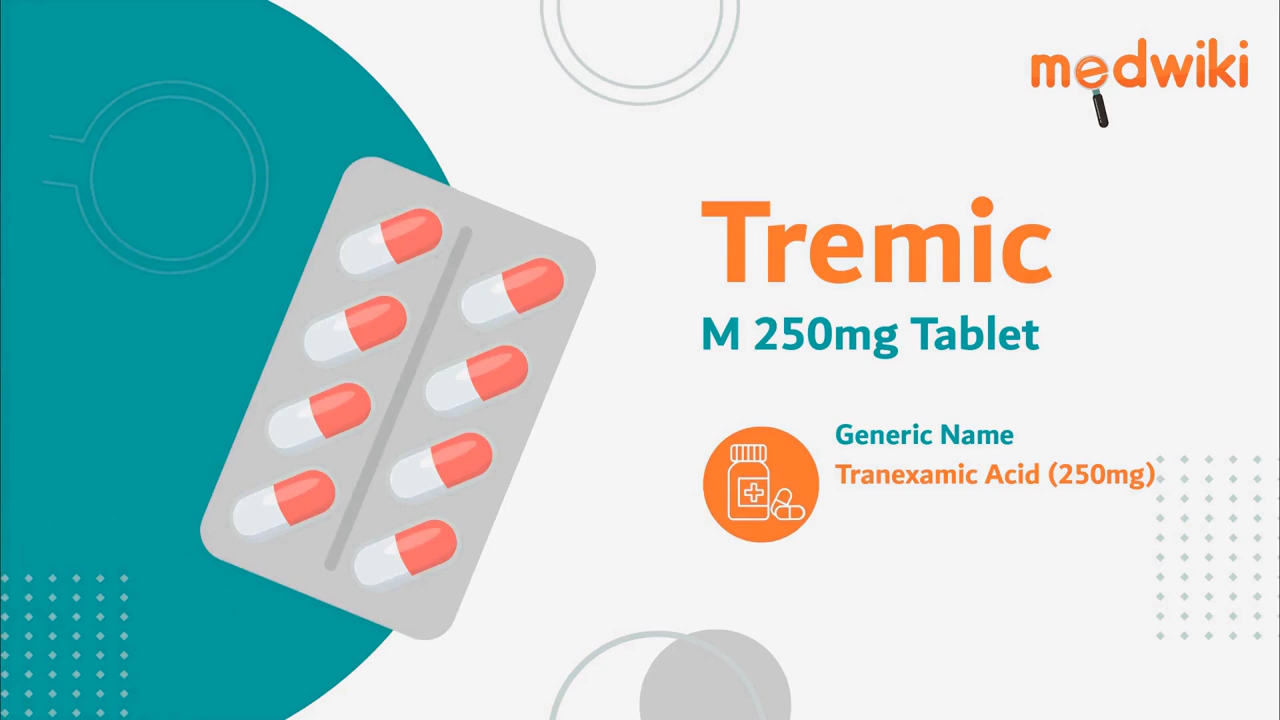 medwiki
Tremic
M 250mg Tablet
Generic Name
Tranexamic Acid (250mg)